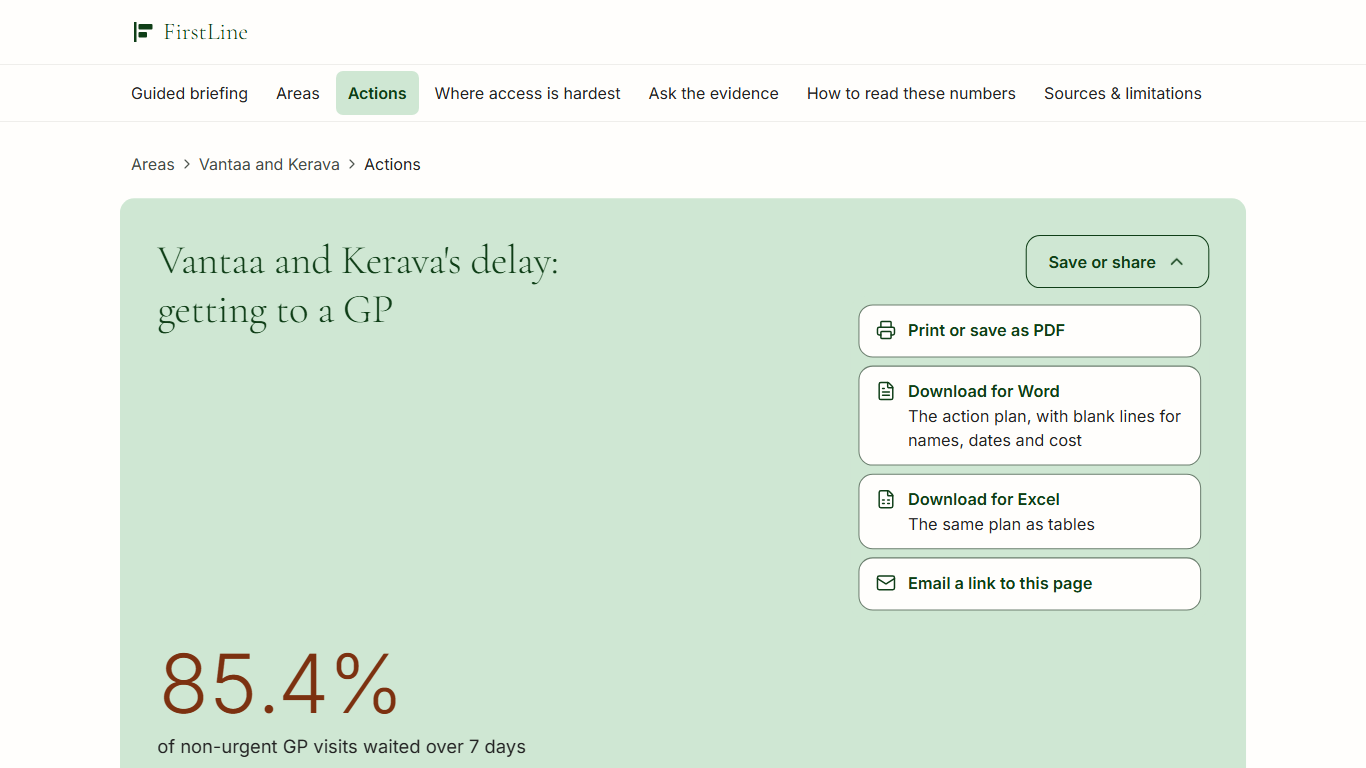 FirstLine
Guided briefing
Areas
Actions
Where access is hardest
Ask the evidence
How to read these numbers
Sources & limitations
Areas > Vantaa and Kerava > Actions
Vantaa and Kerava's delay:
getting to a GP
Save or share
Print or save as PDF
Download for Word
The action plan, with blank lines for
names, dates and cost
Download for Excel
The same plan as tables
Email a link to this page
85.4%
of non-urgent GP visits waited over 7 days